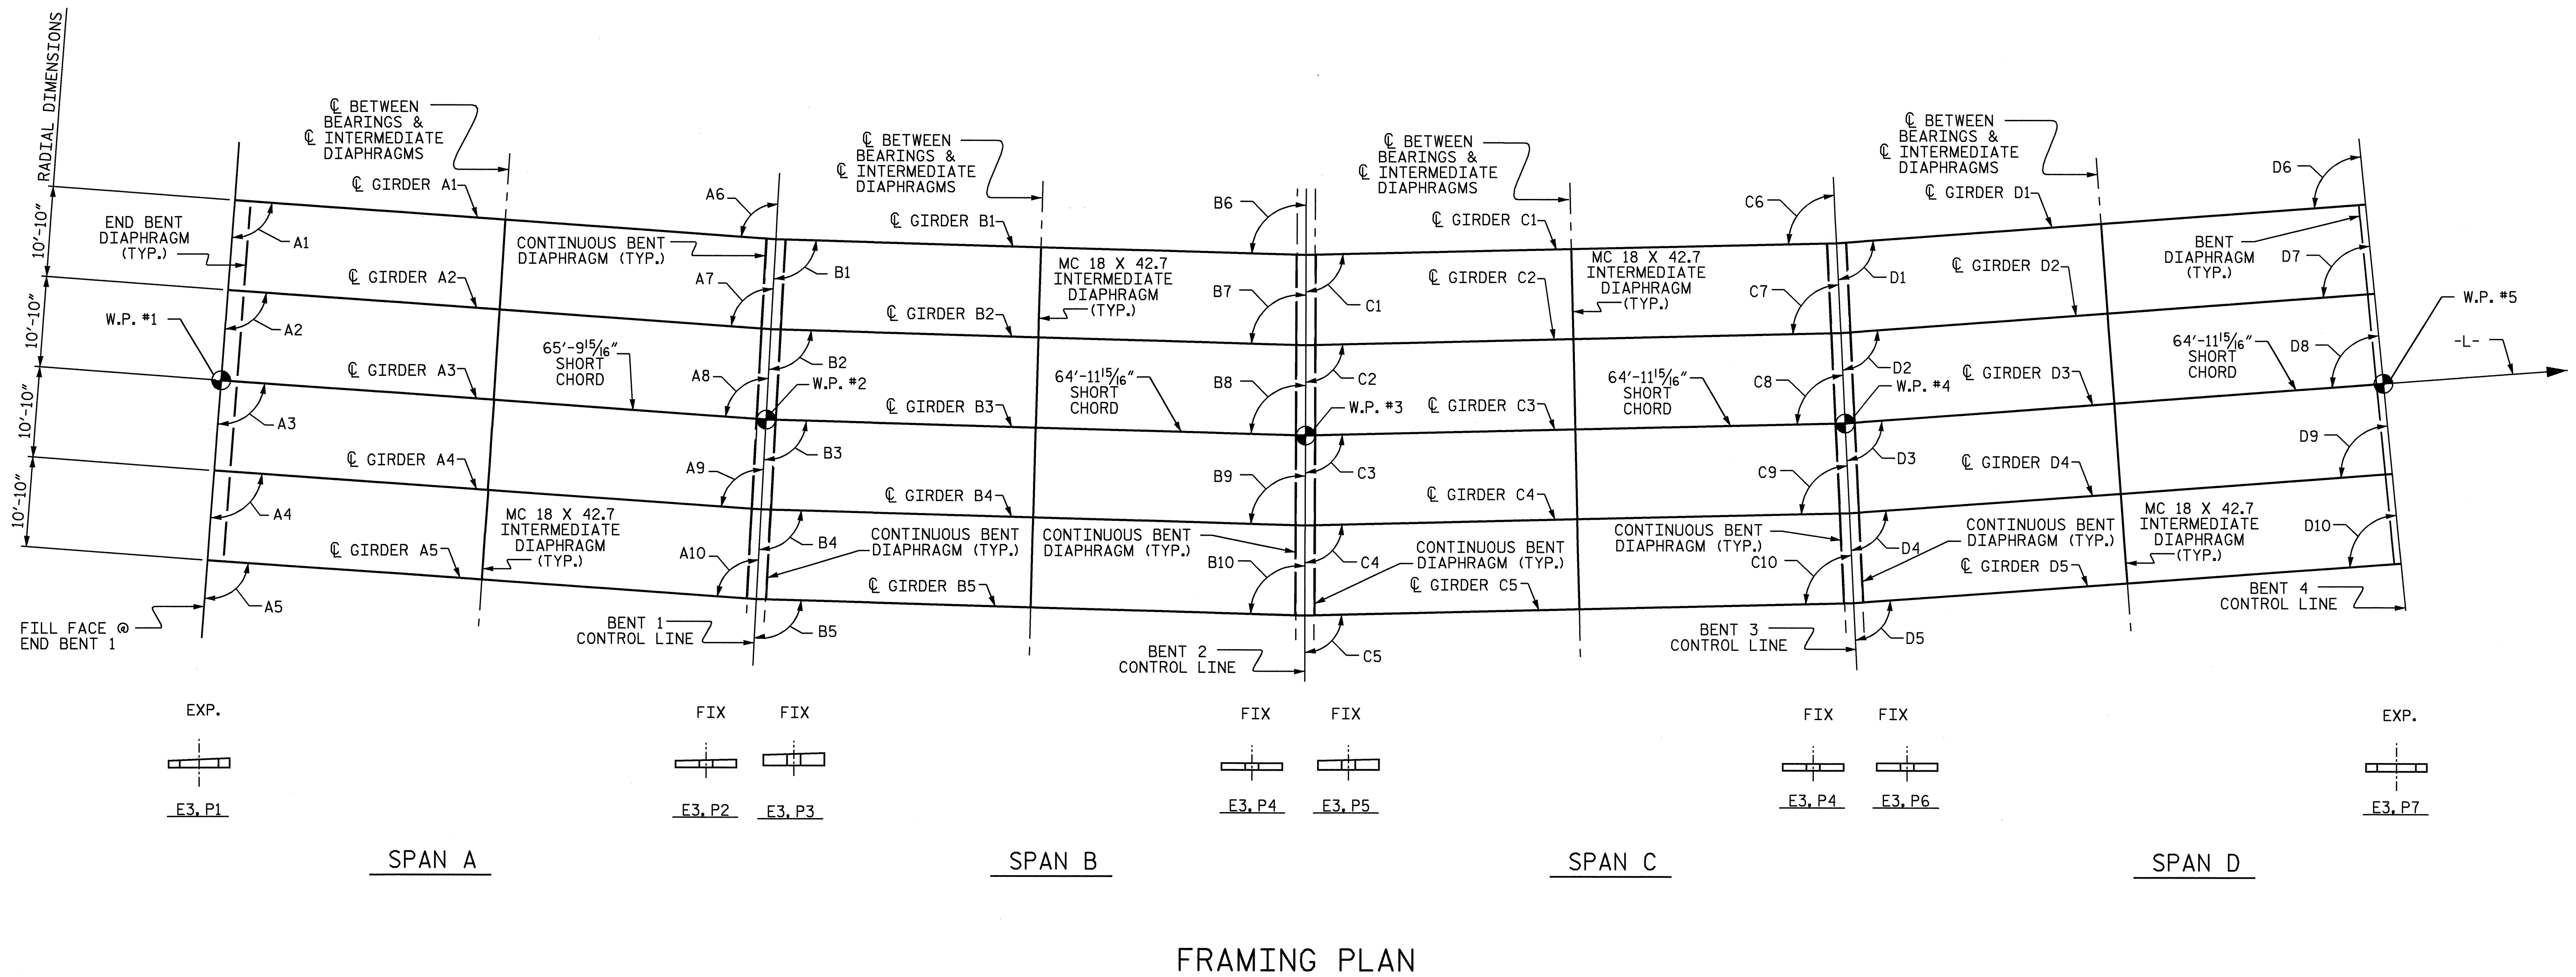 RADIAL DIMENSIONS
10'-10"
10'-10"
10'-10"
10'-10"
℄ BETWEEN
BEARINGS &
℄ INTERMEDIATE
DIAPHRAGMS
℄ GIRDER A1
END BENT
DIAPHRAGM
(TYP.)
A1
℄ GIRDER A2
W.P. #1
A2
℄ GIRDER A3
65'-9 15/16"
SHORT
CHORD
A3
℄ GIRDER A4
A4
MC 18 X 42.7
INTERMEDIATE
DIAPHRAGM
(TYP.)
℄ GIRDER A5
A5
FILL FACE @
END BENT 1
A6
CONTINUOUS BENT
DIAPHRAGM (TYP.)
A7
A8
A9
A10
W.P. #2
BENT 1
CONTROL LINE
℄ BETWEEN
BEARINGS &
℄ INTERMEDIATE
DIAPHRAGMS
℄ GIRDER B1
B1
℄ GIRDER B2
B2
MC 18 X 42.7
INTERMEDIATE
DIAPHRAGM
(TYP.)
℄ GIRDER B3
64'-11 15/16"
SHORT
CHORD
B3
℄ GIRDER B4
B4
CONTINUOUS BENT
DIAPHRAGM (TYP.)
CONTINUOUS BENT
DIAPHRAGM (TYP.)
℄ GIRDER B5
B5
B6
B7
B8
B9
B10
W.P. #3
BENT 2
CONTROL LINE
℄ BETWEEN
BEARINGS &
℄ INTERMEDIATE
DIAPHRAGMS
℄ GIRDER C1
C1
℄ GIRDER C2
MC 18 X 42.7
INTERMEDIATE
DIAPHRAGM
(TYP.)
C2
℄ GIRDER C3
64'-11 15/16"
SHORT
CHORD
C3
℄ GIRDER C4
C4
CONTINUOUS BENT
DIAPHRAGM (TYP.)
CONTINUOUS BENT
DIAPHRAGM (TYP.)
℄ GIRDER C5
C5
C6
C7
C8
C9
C10
W.P. #4
BENT 3
CONTROL LINE
℄ BETWEEN
BEARINGS &
℄ INTERMEDIATE
DIAPHRAGMS
℄ GIRDER D1
D1
℄ GIRDER D2
D2
℄ GIRDER D3
64'-11 15/16"
SHORT
CHORD
D3
℄ GIRDER D4
D4
CONTINUOUS BENT
DIAPHRAGM (TYP.)
MC 18 X 42.7
INTERMEDIATE
DIAPHRAGM
(TYP.)
℄ GIRDER D5
D5
D6
BENT
DIAPHRAGM
(TYP.)
D7
D8
D9
D10
W.P. #5
-L-
BENT 4
CONTROL LINE
EXP.
FIX
FIX
FIX
FIX
FIX
FIX
EXP.
E3, P1
E3, P2
E3, P3
E3, P4
E3, P5
E3, P4
E3, P6
E3, P7
SPAN A
SPAN B
SPAN C
SPAN D
FRAMING PLAN